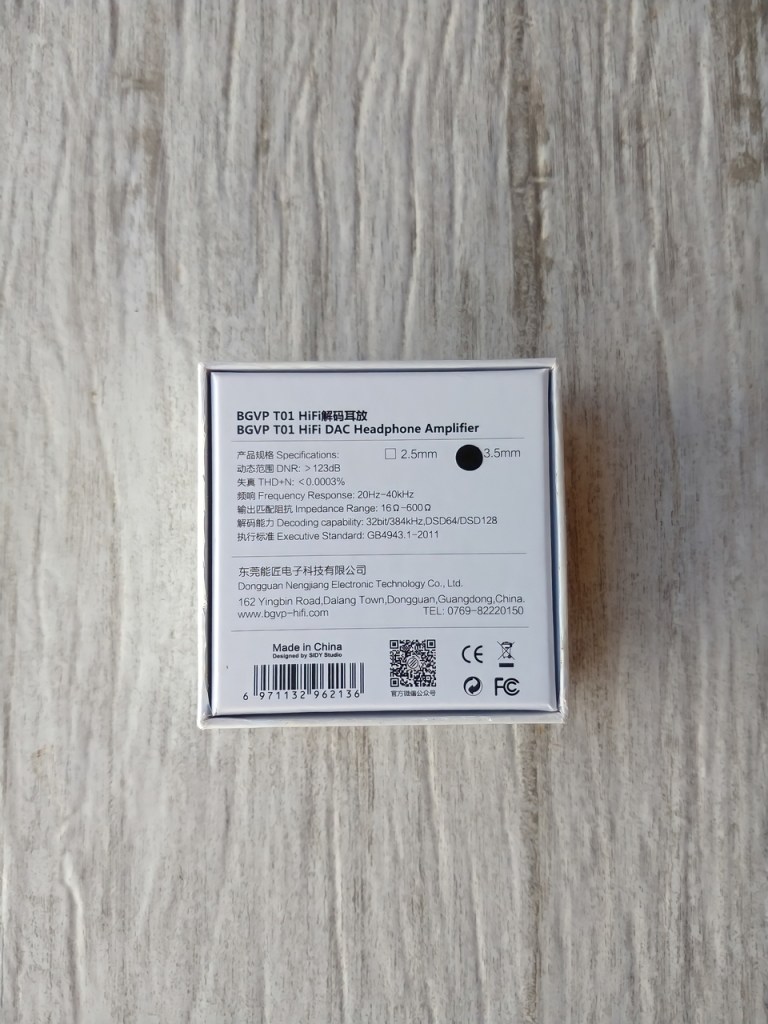 BGVP T01 HiFi解码耳放
BGVP T01 HiFi DAC Headphone Amplifier
产品规格 Specifications: 2.5mm 3.5mm
动态范围 DNR: >123dB
失真 THD+N: <0.0003%
频响 Frequency Response: 20Hz-40kHz
输出匹配阻抗 Impedance Range: 16Ω-600Ω
解码能力 Decoding capability: 32bit/384kHz,DSD64/DSD128
执行标准 Executive Standard: GB4943.1-2011
东莞能匠电子科技有限公司
Dongguan Nengjiang Electronic Technology Co., Ltd.
162 Yingbin Road,Dalang Town,Dongguan,Guangdong,China.
www.bgvp-hifi.com TEL: 0769-82220150
Made in China
Designed by SIDY Studio
6 971132 962136
官方微信公众号
CE
FC